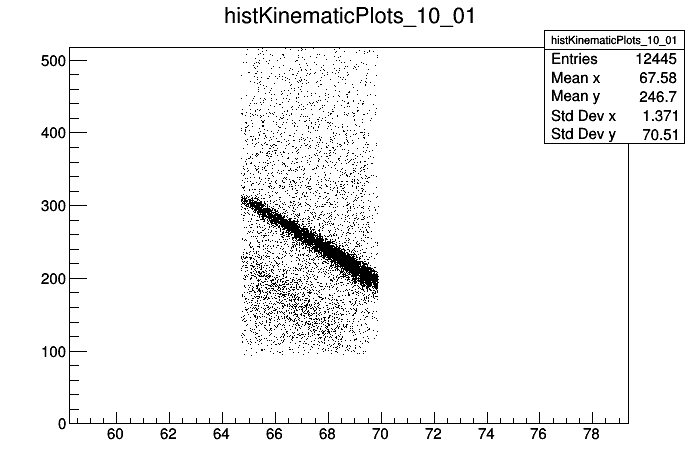 histKinematicPlots_10_01
histKinematicPlots_10_01
Entries 12445
Mean x 67.58
Mean y 246.7
Std Dev x 1.371
Std Dev y 70.51
500
400
300
200
100
0
60 62 64 66 68 70 72 74 76 78